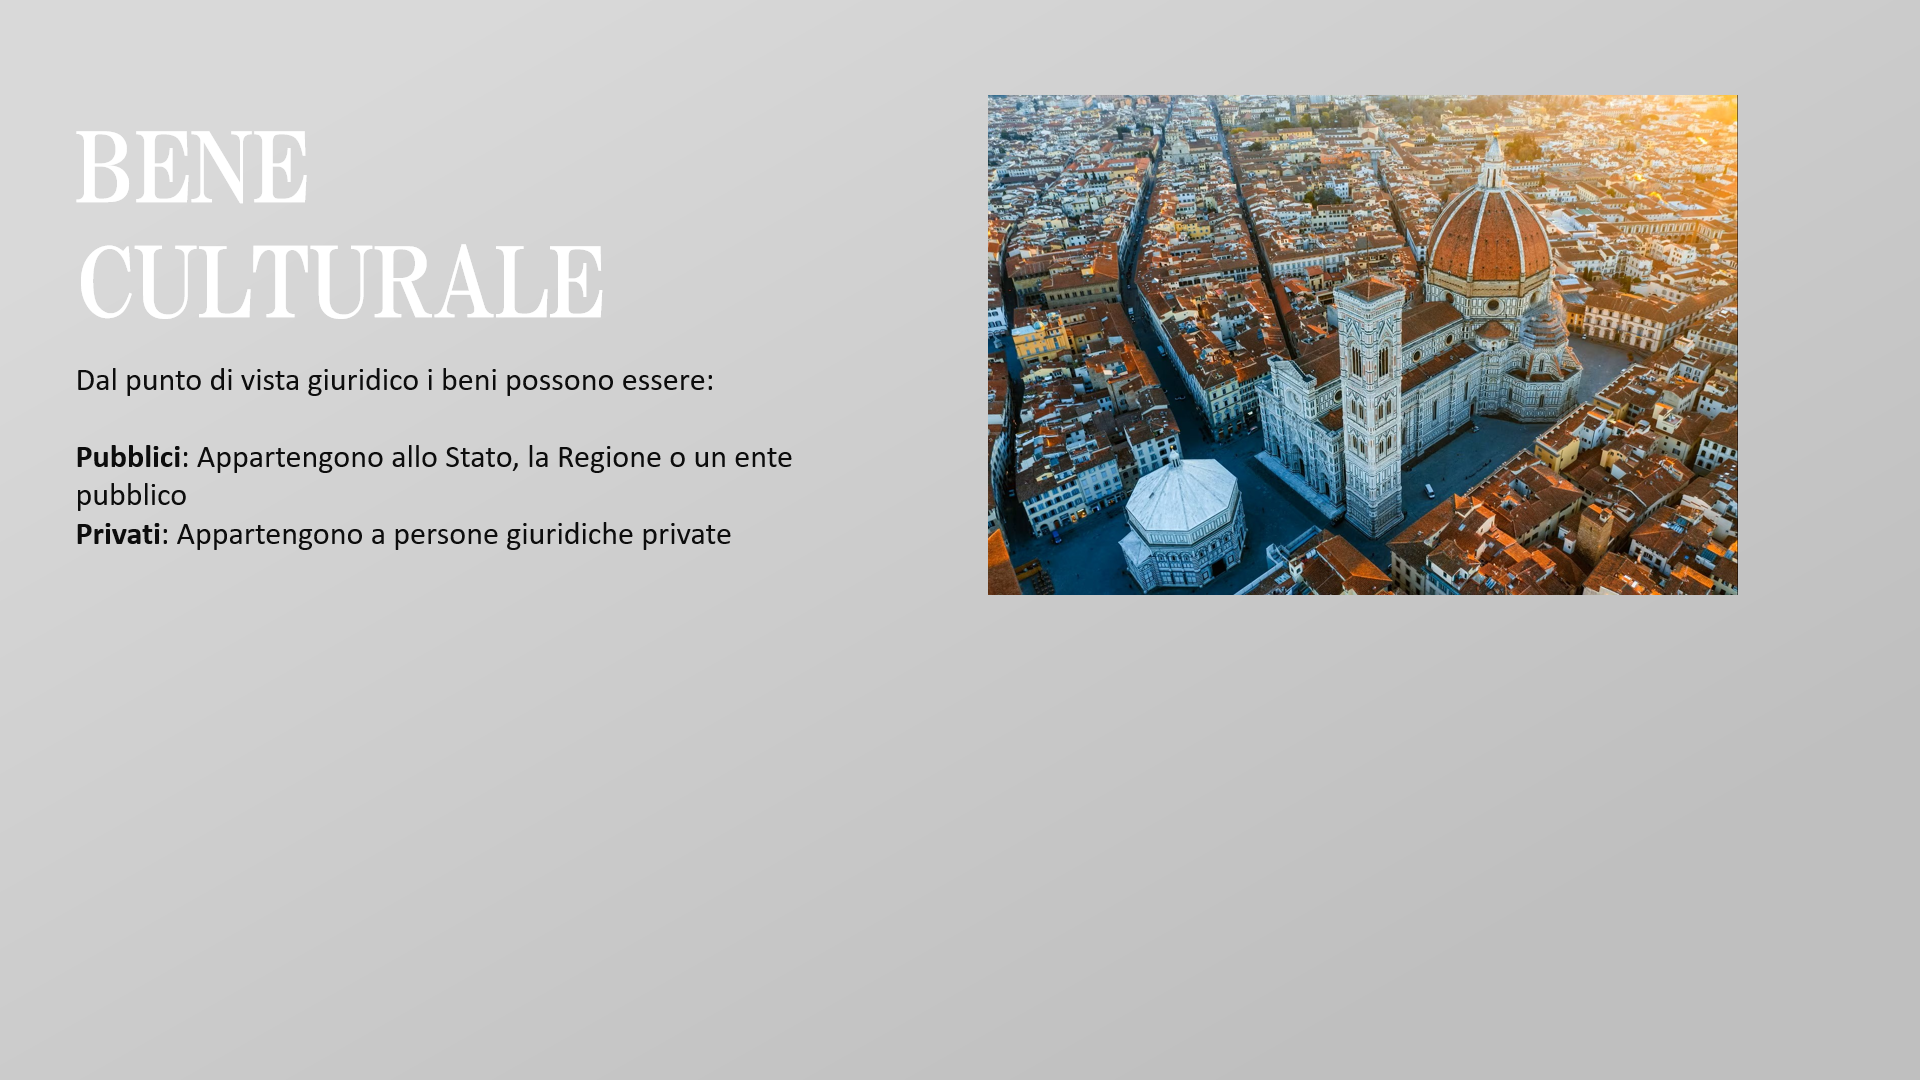 BENE
CULTURALE
Dal punto di vista giuridico i beni possono essere:
Pubblici: Appartengono allo Stato, la Regione o un ente
pubblico
Privati: Appartengono a persone giuridiche private